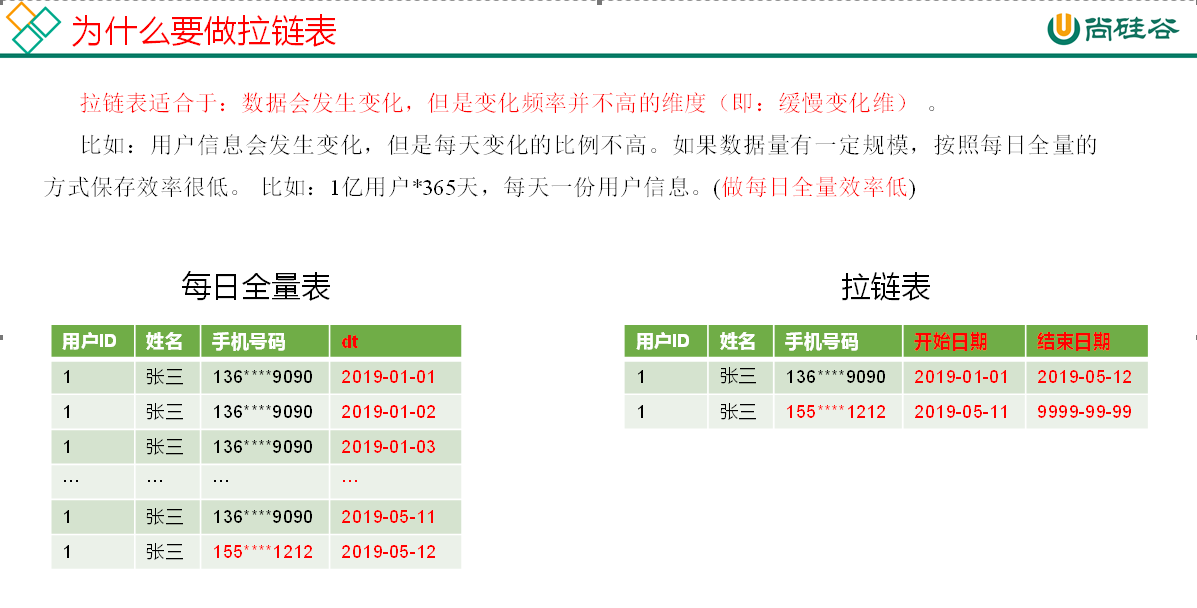 为什么要做拉链表
尚硅谷
拉链表适合于：数据会发生变化，但是变化频率并不高的维度（即：缓慢变化维） 。
比如：用户信息会发生变化，但是每天变化的比例不高。如果数据量有一定规模，按照每日全量的
方式保存效率很低。 比如：1亿用户*365天，每天一份用户信息。(做每日全量效率低)
每日全量表
用户ID 姓名 手机号码 dt
1 张三 136****9090 2019-01-01
1 张三 136****9090 2019-01-02
1 张三 136****9090 2019-01-03
... ... ... ...
1 张三 136****9090 2019-05-11
1 张三 155****1212 2019-05-12
拉链表
用户ID 姓名 手机号码 开始日期 结束日期
1 张三 136****9090 2019-01-01 2019-05-12
1 张三 155****1212 2019-05-11 9999-99-99